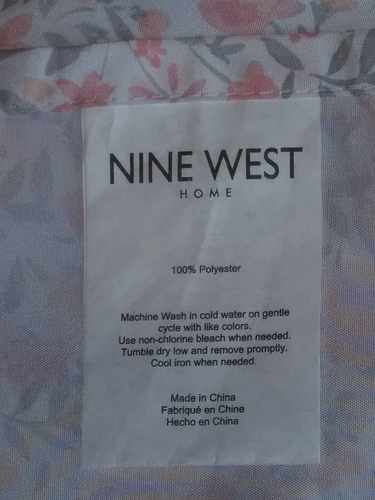 NINE WEST
HOME
100% Polyester
Machine Wash in cold water on gentle
cycle with like colors.
Use non-chlorine bleach when needed.
Tumble dry low and remove promptly.
Cool iron when needed.
Made in China
Fabriqué en Chine
Hecho en China